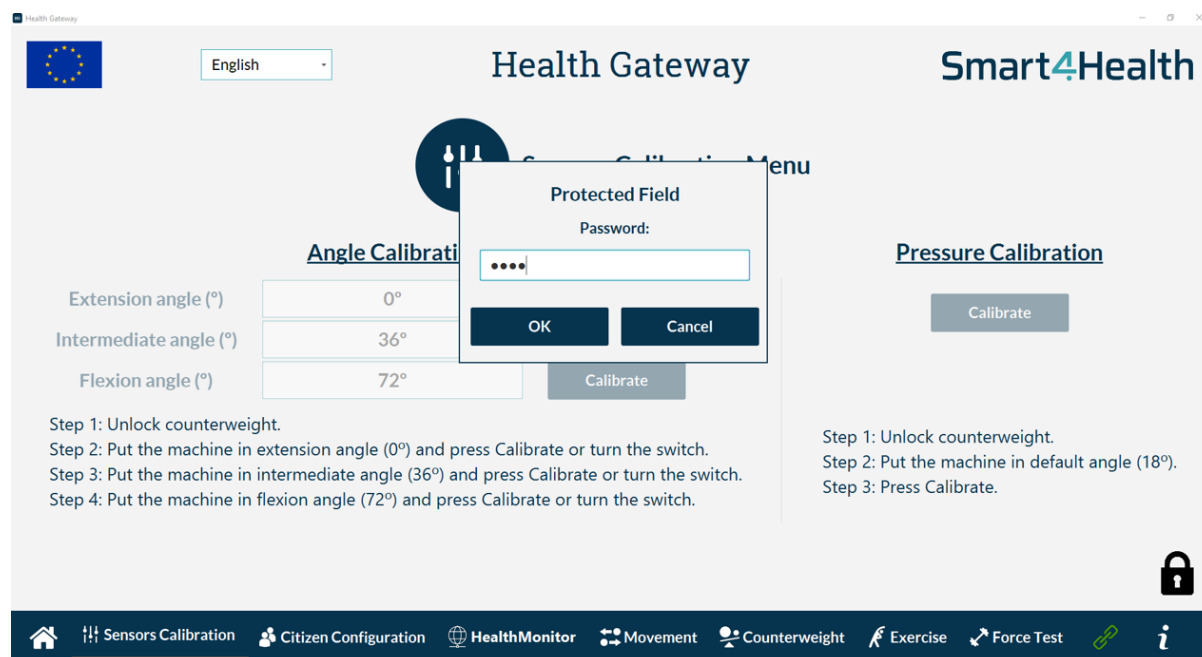 Health Gateway
English
Health Gateway
Smart4Health
Menu
Protected Field
Password:
••••
OK
Cancel
Angle Calibrati
Pressure Calibration
Extension angle (º)
0º
Intermediate angle (º)
36º
Flexion angle (º)
72º
Calibrate
Calibrate
Step 1: Unlock counterweight.
Step 2: Put the machine in extension angle (0º) and press Calibrate or turn the switch.
Step 3: Put the machine in intermediate angle (36º) and press Calibrate or turn the switch.
Step 4: Put the machine in flexion angle (72º) and press Calibrate or turn the switch.
Step 1: Unlock counterweight.
Step 2: Put the machine in default angle (18º).
Step 3: Press Calibrate.
Sensors Calibration
Citizen Configuration
HealthMonitor
Movement
Counterweight
Exercise
Force Test
i